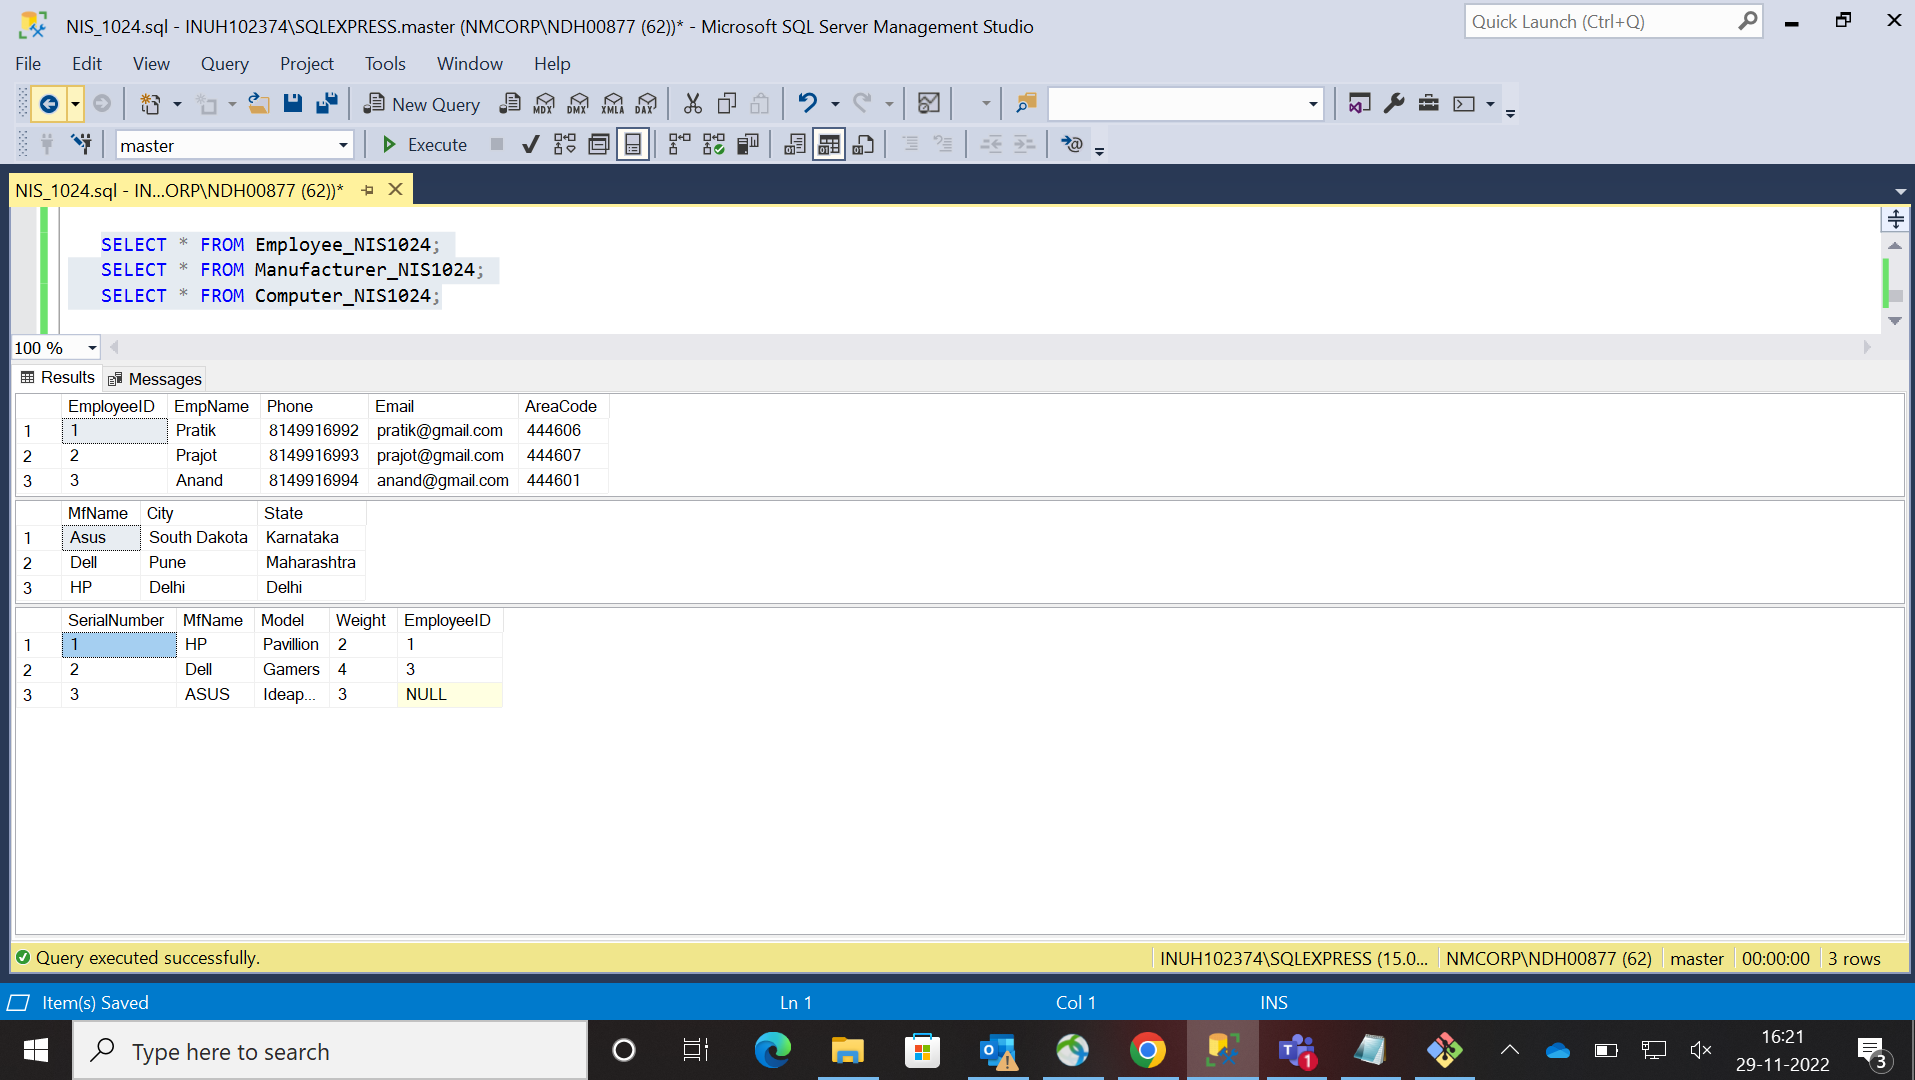 NIS_1024.sql - INUH102374\SQLEXPRESS.master (NMCORP\NDH00877 (62))* - Microsoft SQL Server Management Studio
Quick Launch (Ctrl+Q)
File Edit View Query Project Tools Window Help
New Query MDX DMX XMLA DAX
master Execute
NIS_1024.sql - IN...ORP\NDH00877 (62))*
SELECT * FROM Employee_NIS1024;
SELECT * FROM Manufacturer_NIS1024;
SELECT * FROM Computer_NIS1024;
100 %
Results Messages
EmployeeID EmpName Phone Email AreaCode
1 1 Pratik 8149916992 pratik@gmail.com 444606
2 2 Prajot 8149916993 prajot@gmail.com 444607
3 3 Anand 8149916994 anand@gmail.com 444601
MfName City State
1 Asus South Dakota Karnataka
2 Dell Pune Maharashtra
3 HP Delhi Delhi
SerialNumber MfName Model Weight EmployeeID
1 1 HP Pavillion 2 1
2 2 Dell Gamers 4 3
3 3 ASUS Ideap... 3 NULL
Query executed successfully. INUH102374\SQLEXPRESS (15.0... NMCORP\NDH00877 (62) master 00:00:00 3 rows
Item(s) Saved Ln 1 Col 1 INS
Type here to search
1
16:21
29-11-2022
3